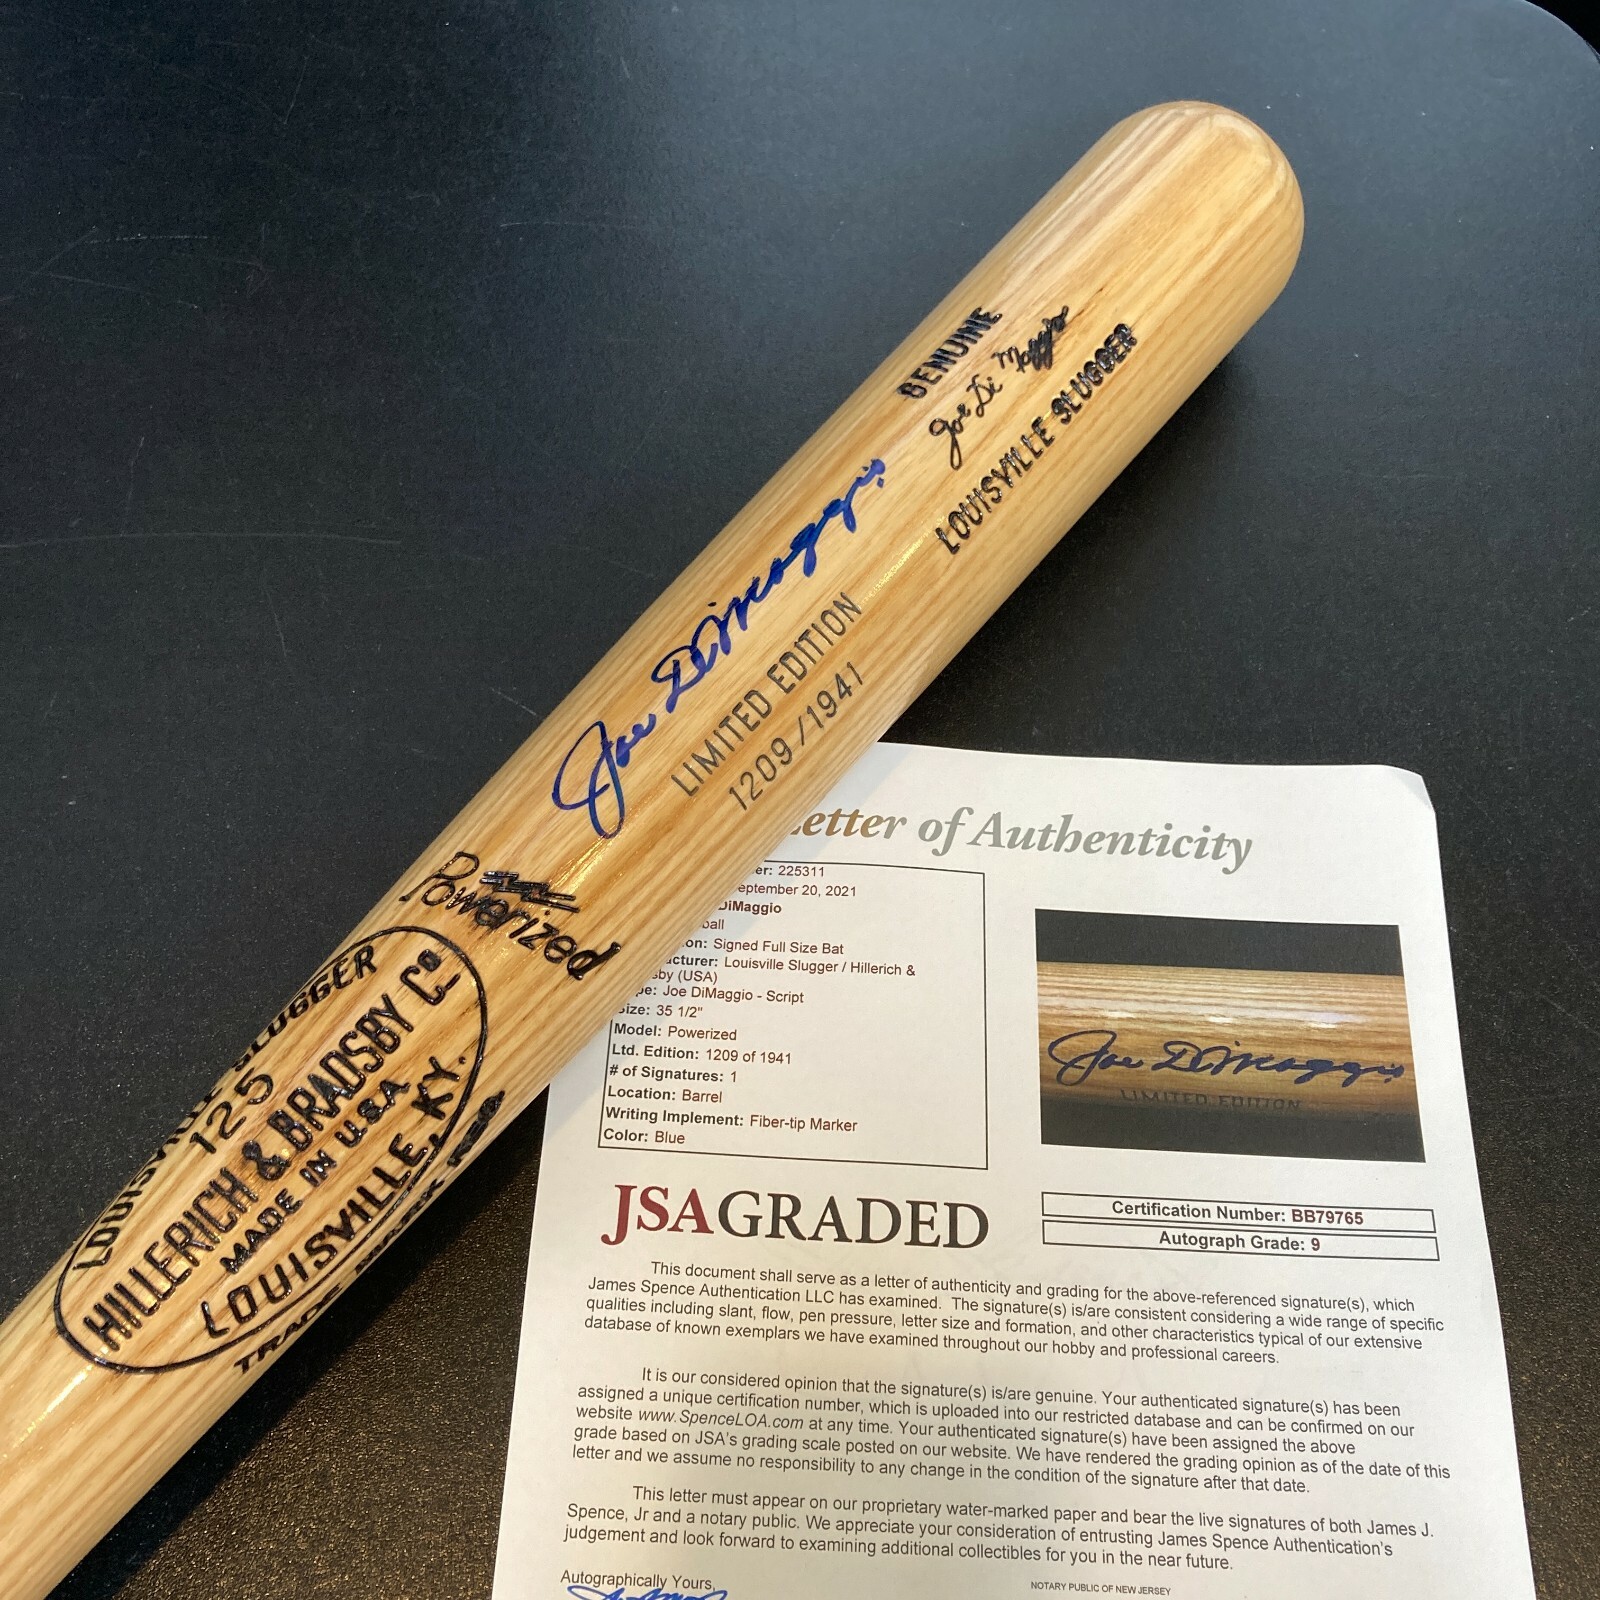 GENUINE
Joe Di Maggio
LOUISVILLE SLUGGER
Joe DiMaggio
LIMITED EDITION
1209/1941
Powerized
LOUISVILLE SLUGGER
125
HILLERICH & BRADSBY Co
MADE IN U.S.A.
LOUISVILLE, KY.
TRADE MARK REG
Letter of Authenticity
225311
September 20, 2021
DiMaggio
Signed Full Size Bat
Louisville Slugger / Hillerich &
(USA)
Joe DiMaggio - Script
Size: 35 1/2"
Model: Powerized
Ltd. Edition: 1209 of 1941
# of Signatures: 1
Location: Barrel
Writing Implement: Fiber-tip Marker
Color: Blue
Joe DiMaggio
LIMITED EDITION
JSAGRADED
Certification Number: BB79765
Autograph Grade: 9
This document shall serve as a letter of authenticity and grading for the above-referenced signature(s), which
James Spence Authentication LLC has examined. The signature(s) is/are consistent considering a wide range of specific
qualities including slant, flow, pen pressure, letter size and formation, and other characteristics typical of our extensive
database of known exemplars we have examined throughout our hobby and professional careers.
It is our considered opinion that the signature(s) is/are genuine. Your authenticated signature(s) has been
assigned a unique certification number, which is uploaded into our restricted database and can be confirmed on our
website www.SpenceLOA.com at any time. Your authenticated signature(s) have been assigned the above
grade based on JSA's grading scale posted on our website. We have rendered the grading opinion as of the date of this
letter and we assume no responsibility to any change in the condition of the signature after that date.
This letter must appear on our proprietary water-marked paper and bear the live signatures of both James J.
Spence, Jr and a notary public. We appreciate your consideration of entrusting James Spence Authentication's
judgement and look forward to examining additional collectibles for you in the near future.
Autographically Yours,
NOTARY PUBLIC OF NEW JERSEY